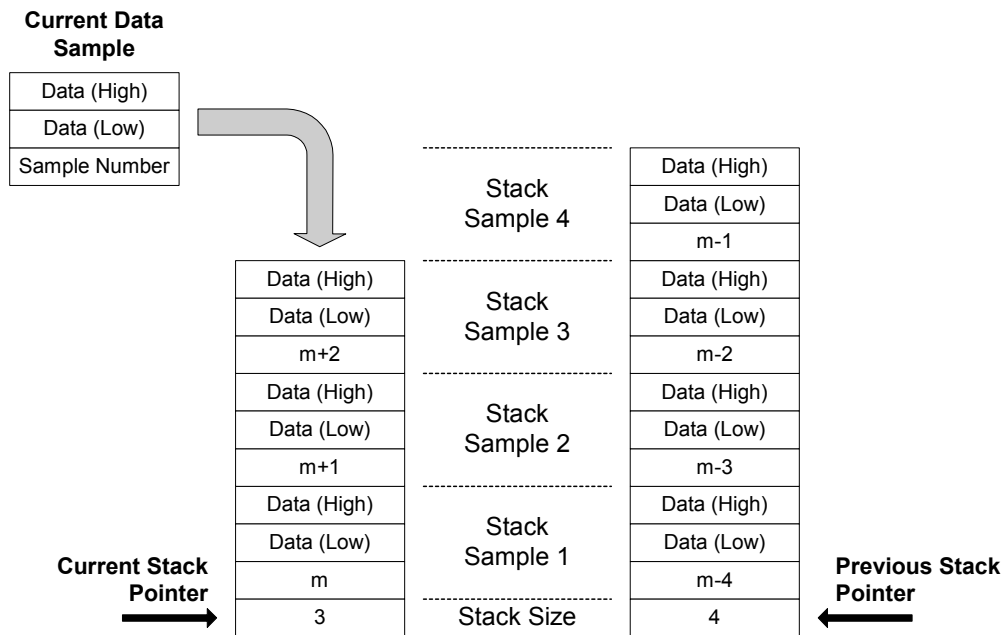 Current Data
Sample
Data (High)
Data (Low)
Sample Number
Data (High)
Data (Low)
m+2
Data (High)
Data (Low)
m+1
Data (High)
Data (Low)
m
3
Current Stack
Pointer
Stack
Sample 4
Stack
Sample 3
Stack
Sample 2
Stack
Sample 1
Stack Size
Data (High)
Data (Low)
m-1
Data (High)
Data (Low)
m-2
Data (High)
Data (Low)
m-3
Data (High)
Data (Low)
m-4
4
Previous Stack
Pointer